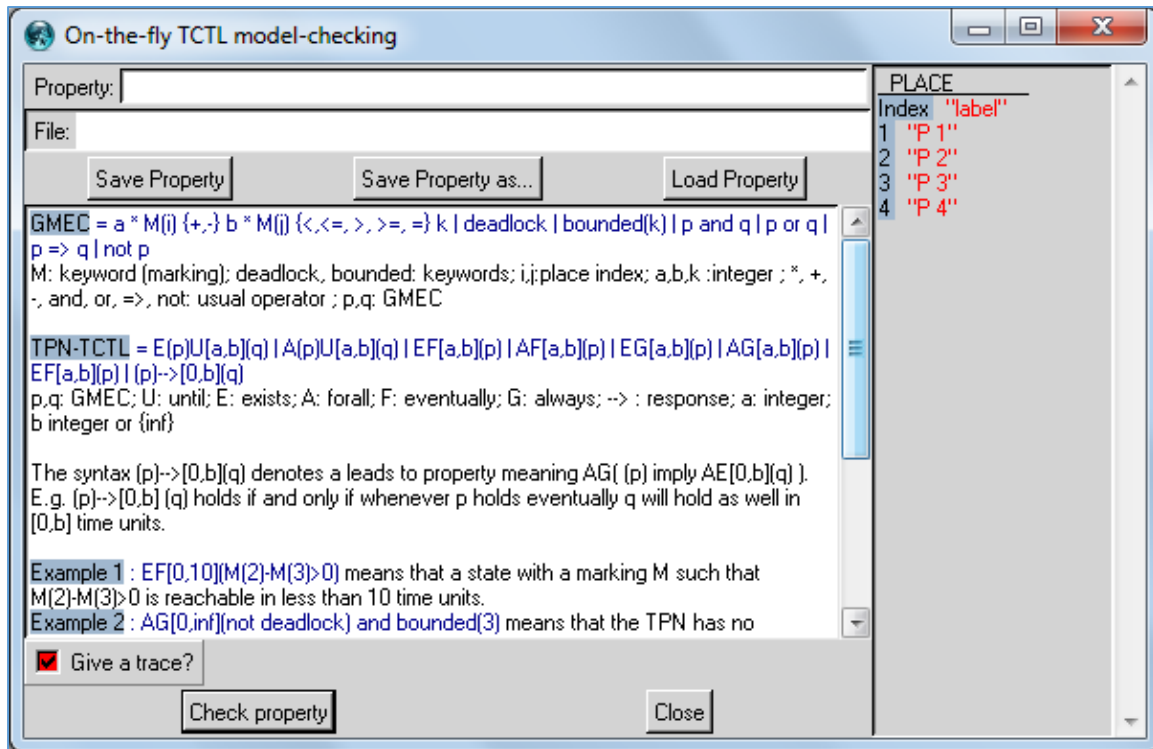 On-the-fly TCTL model-checking
Property:
File:
Save Property
Save Property as...
Load Property
GMEC = a * M(i) {+,-} b * M(j) {<,<=, >, >=, =} k | deadlock | bounded(k) | p and q | p or q |
p => q | not p
M: keyword (marking); deadlock, bounded: keywords; i,j:place index; a,b,k :integer ; *, +,
-, and, or, =>, not: usual operator ; p,q: GMEC
TPN-TCTL = E(p)U[a,b](q) | A(p)U[a,b](q) | EF[a,b](p) | AF[a,b](p) | EG[a,b](p) | AG[a,b](p) |
EF[a,b](p) | (p)-->[0,b](q)
p,q: GMEC; U: until; E: exists; A: forall; F: eventually; G: always; --> : response; a: integer;
b integer or {inf}
The syntax (p)-->[0,b](q) denotes a leads to property meaning AG( (p) imply AE[0,b](q) ).
E.g. (p)-->[0,b] (q) holds if and only if whenever p holds eventually q will hold as well in
[0,b] time units.
Example 1 : EF[0,10](M(2)-M(3)>0) means that a state with a marking M such that
M(2)-M(3)>0 is reachable in less than 10 time units.
Example 2 : AG[0,inf](not deadlock) and bounded(3) means that the TPN has no
Give a trace?
Check property
Close
PLACE
Index "label"
1 "P 1"
2 "P 2"
3 "P 3"
4 "P 4"